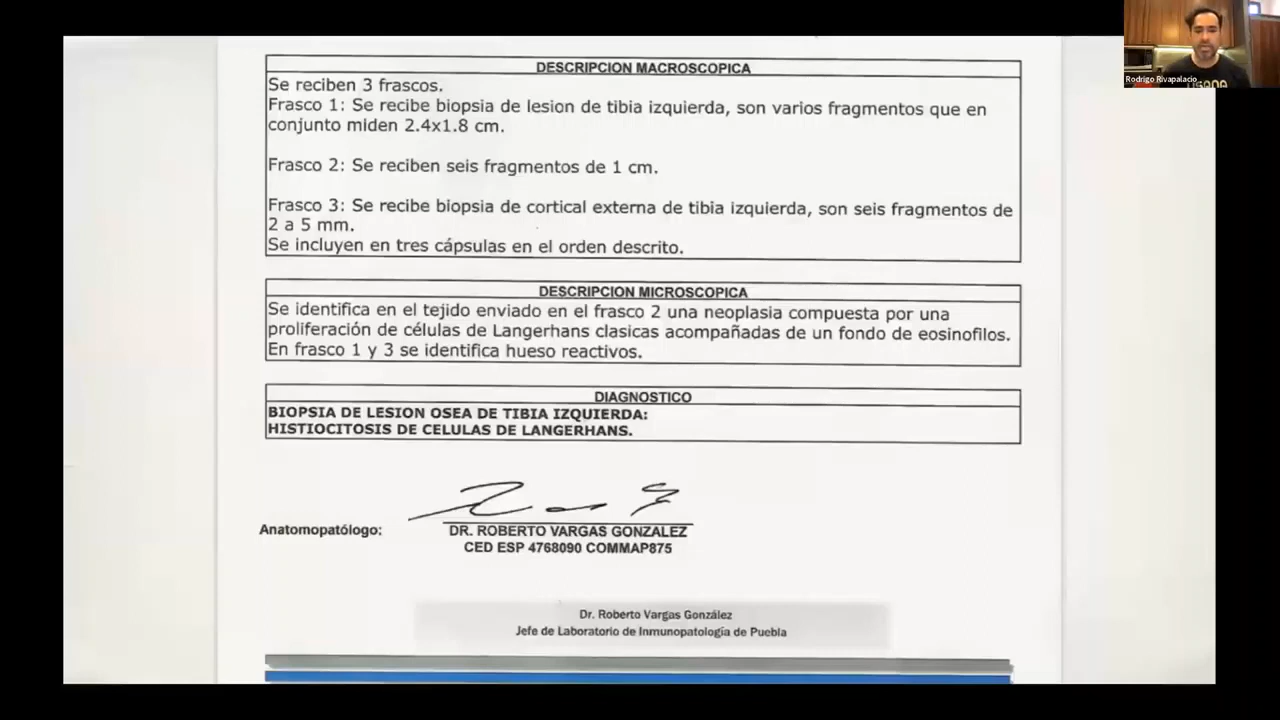 DESCRIPCION MACROSCOPICA
Se reciben 3 frascos.
Frasco 1: Se recibe biopsia de lesion de tibia izquierda, son varios fragmentos que en
conjunto miden 2.4x1.8 cm.
Frasco 2: Se reciben seis fragmentos de 1 cm.
Frasco 3: Se recibe biopsia de cortical externa de tibia izquierda, son seis fragmentos de
2 a 5 mm.
Se incluyen en tres cápsulas en el orden descrito.
DESCRIPCION MICROSCOPICA
Se identifica en el tejido enviado en el frasco 2 una neoplasia compuesta por una
proliferación de células de Langerhans clasicas acompañadas de un fondo de eosinofilos.
En frasco 1 y 3 se identifica hueso reactivos.
DIAGNOSTICO
BIOPSIA DE LESION OSEA DE TIBIA IZQUIERDA:
HISTIOCITOSIS DE CELULAS DE LANGERHANS.
Anatomopatólogo:
DR. ROBERTO VARGAS GONZALEZ
CED ESP 4768090 COMMAP875
Dr. Roberto Vargas González
Jefe de Laboratorio de Inmunopatología de Puebla
Rodrigo Rivapalacio